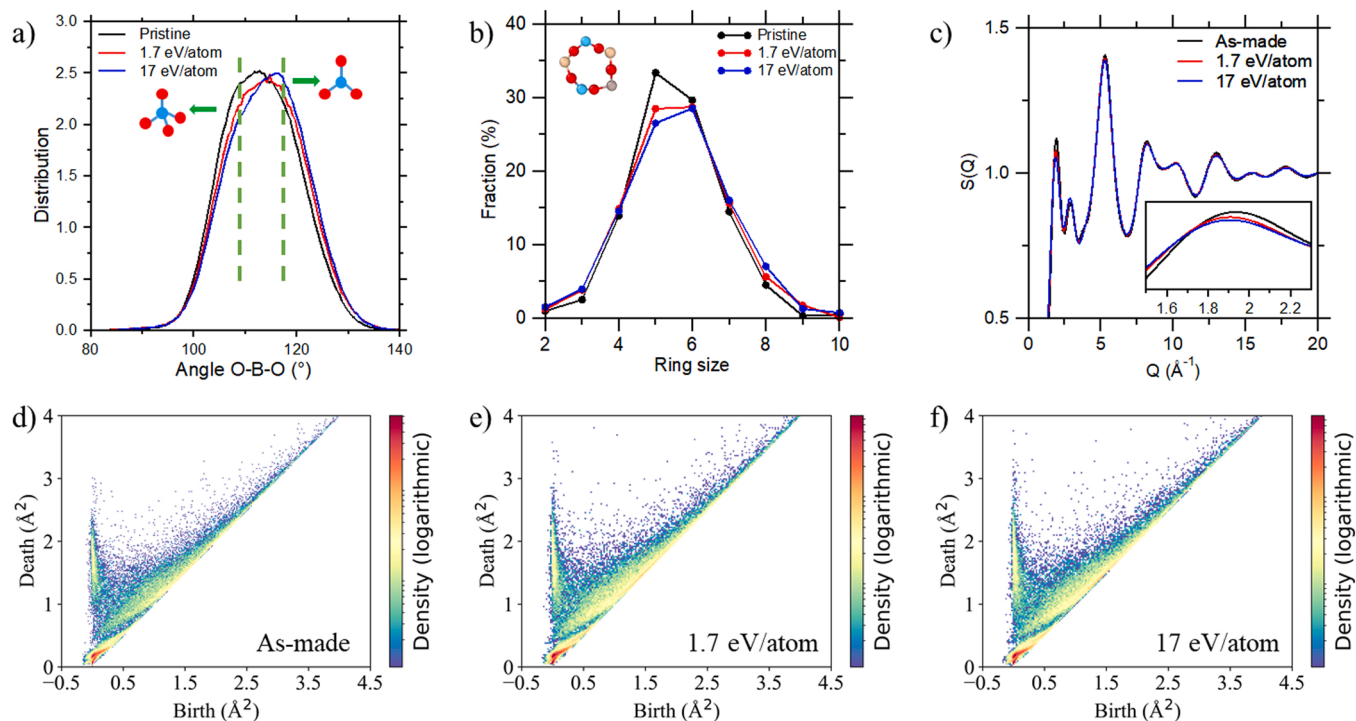 a)
Pristine
1.7 eV/atom
17 eV/atom
3.0
2.5
2.0
1.5
1.0
0.5
0.0
Distribution
80
100
120
140
Angle O-B-O (°)
b)
Pristine
1.7 eV/atom
17 eV/atom
40
30
20
10
0
Fraction (%)
2
4
6
8
10
Ring size
c)
As-made
1.7 eV/atom
17 eV/atom
1.5
1.0
0.5
S(Q)
1.6
1.8
2
2.2
0
5
10
15
20
Q (Å⁻¹)
d)
4
3
2
1
0
Death (Å²)
As-made
−0.5
0.5
1.5
2.5
3.5
4.5
Birth (Å²)
Density (logarithmic)
e)
4
3
2
1
0
Death (Å²)
1.7 eV/atom
−0.5
0.5
1.5
2.5
3.5
4.5
Birth (Å²)
Density (logarithmic)
f)
4
3
2
1
0
Death (Å²)
17 eV/atom
−0.5
0.5
1.5
2.5
3.5
4.5
Birth (Å²)
Density (logarithmic)